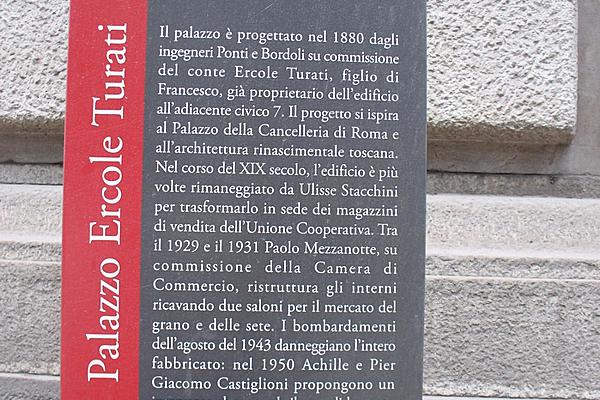 Palazzo Ercole Turati
Il palazzo è progettato nel 1880 dagli
ingegneri Ponti e Bordoli su commissione
del conte Ercole Turati, figlio di
Francesco, già proprietario dell'edificio
all'adiacente civico 7. Il progetto si ispira
al Palazzo della Cancelleria di Roma e
all'architettura rinascimentale toscana.
Nel corso del XIX secolo, l'edificio è più
volte rimaneggiato da Ulisse Stacchini
per trasformarlo in sede dei magazzini
di vendita dell'Unione Cooperativa. Tra
il 1929 e il 1931 Paolo Mezzanotte, su
commissione della Camera di
Commercio, ristruttura gli interni
ricavando due saloni per il mercato del
grano e delle sete. I bombardamenti
dell'agosto del 1943 danneggiano l'intero
fabbricato: nel 1950 Achille e Pier
Giacomo Castiglioni propongono un